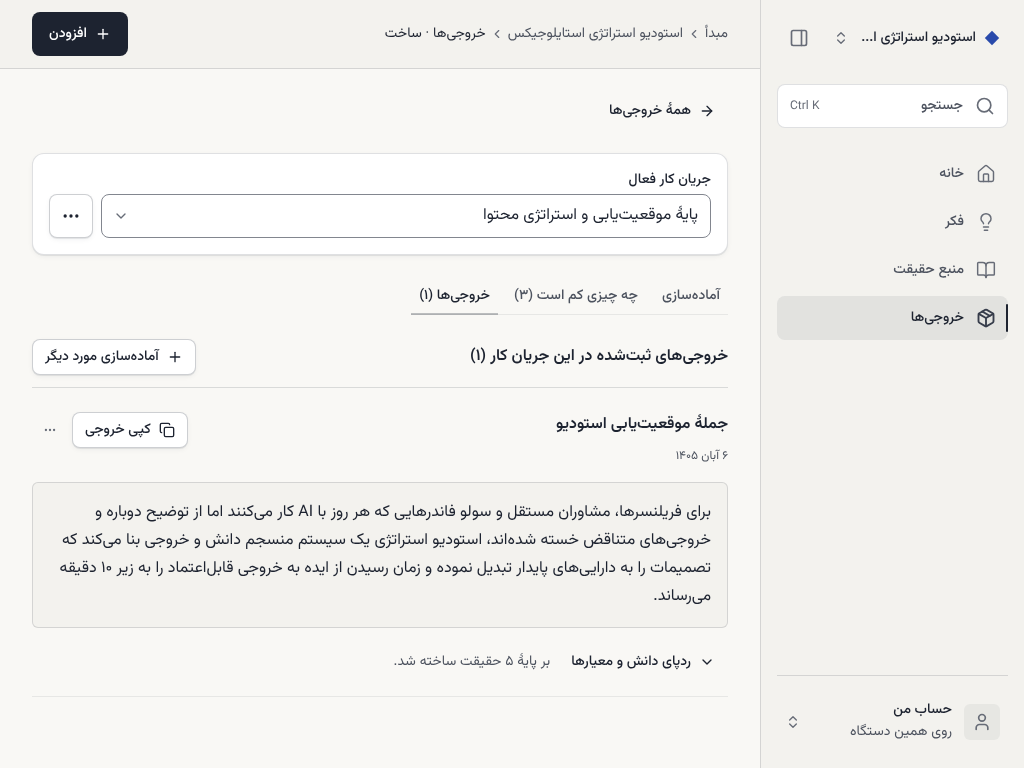 استودیو استراتژی ا...
جستجو
Ctrl K
خانه
فکر
منبع حقیقت
خروجی‌ها
حساب من
روی همین دستگاه
مبدأ
استودیو استراتژی استایلوجیکس
خروجی‌ها · ساخت
افزودن
همهٔ خروجی‌ها
جریان کار فعال
پایهٔ موقعیت‌یابی و استراتژی محتوا
آماده‌سازی
چه چیزی کم است (۳)
خروجی‌ها (۱)
خروجی‌های ثبت‌شده در این جریان کار (۱)
آماده‌سازی مورد دیگر
جملهٔ موقعیت‌یابی استودیو
۶ آبان ۱۴۰۵
کپی خروجی
برای فریلنسرها، مشاوران مستقل و سولو فاندرهایی که هر روز با AI کار می‌کنند اما از توضیح دوباره و
خروجی‌های متناقض خسته شده‌اند، استودیو استراتژی یک سیستم منسجم دانش و خروجی بنا می‌کند که
تصمیمات را به دارایی‌های پایدار تبدیل نموده و زمان رسیدن از ایده به خروجی قابل‌اعتماد را به زیر ۱۰ دقیقه
می‌رساند.
ردپای دانش و معیارها
بر پایهٔ ۵ حقیقت ساخته شد.